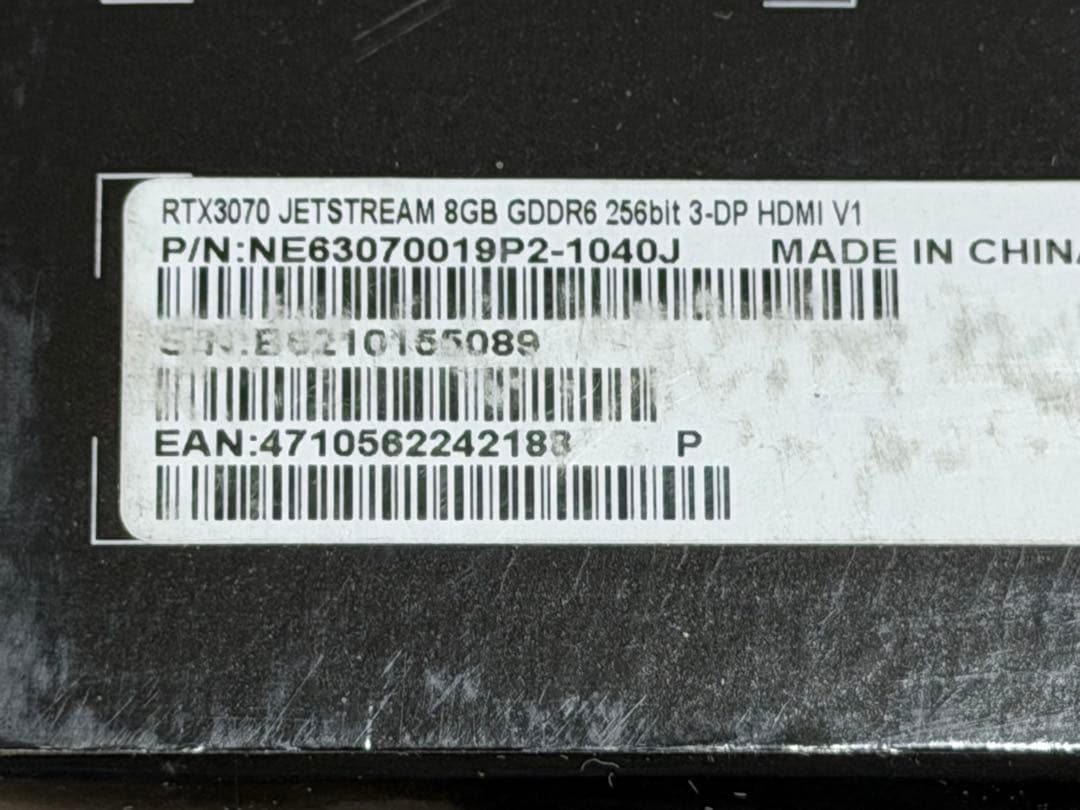 RTX3070 JETSTREAM 8GB GDDR6 256bit 3-DP HDMI V1
P/N:NE63070019P2-1040J MADE IN CHINA
EAN:4710562242188 P